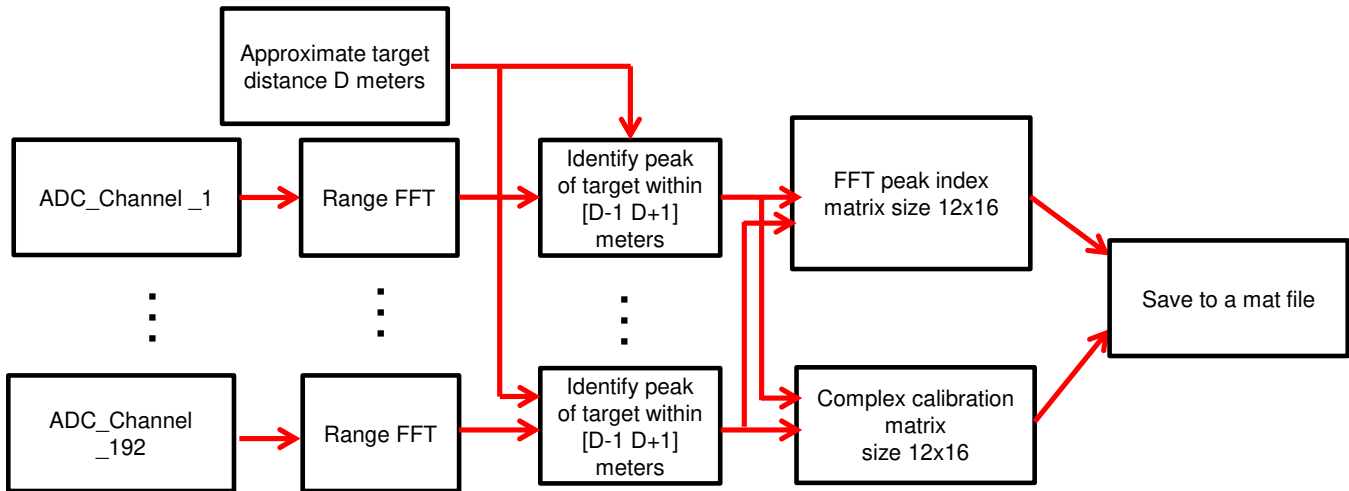 Approximate target
distance D meters
ADC_Channel _1
Range FFT
Identify peak
of target within
[D-1 D+1]
meters
FFT peak index
matrix size 12x16
Save to a mat file
ADC_Channel
_192
Range FFT
Identify peak
of target within
[D-1 D+1]
meters
Complex calibration
matrix
size 12x16